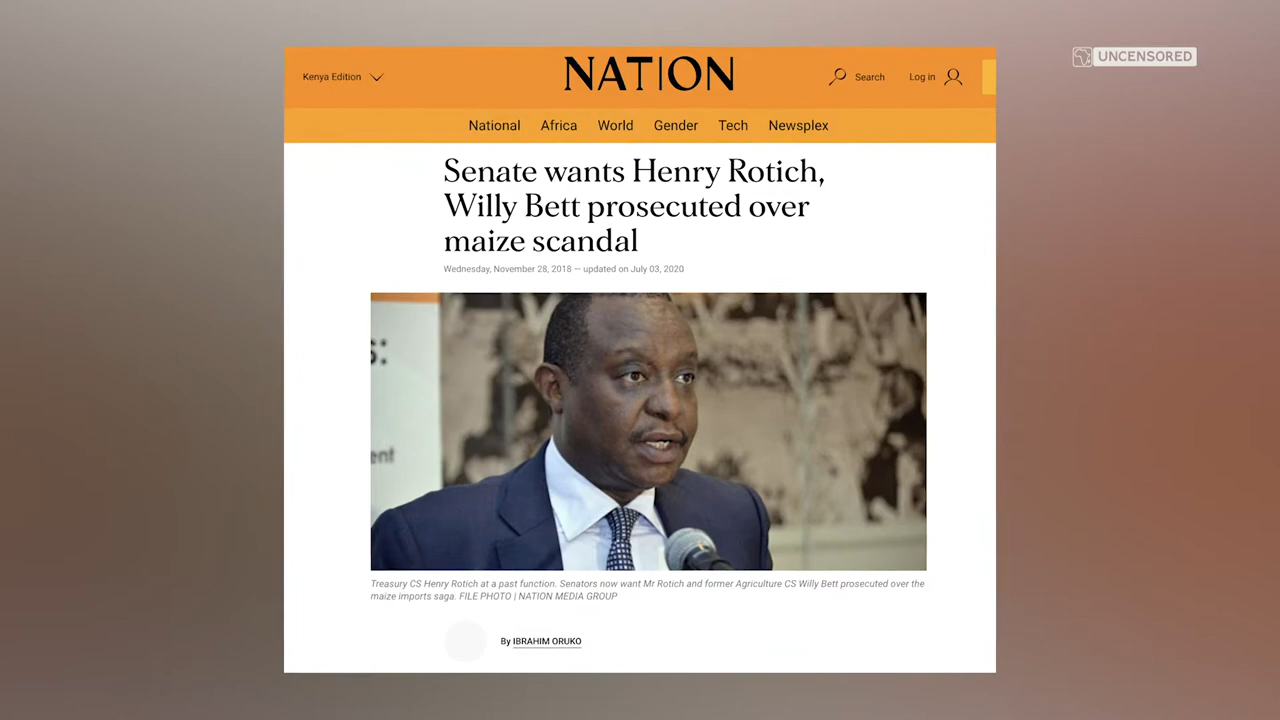 UNCENSORED
Kenya Edition
NATION
Search
Log in
National Africa World Gender Tech Newsplex
Senate wants Henry Rotich,
Willy Bett prosecuted over
maize scandal
Wednesday, November 28, 2018 — updated on July 03, 2020
s:
ent
Treasury CS Henry Rotich at a past function. Senators now want Mr Rotich and former Agriculture CS Willy Bett prosecuted over the
maize imports saga. FILE PHOTO | NATION MEDIA GROUP
By IBRAHIM ORUKO